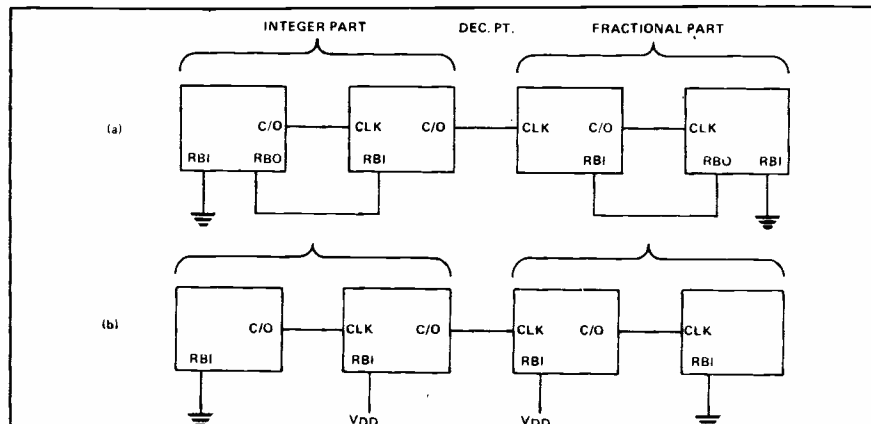 INTEGER PART DEC. PT. FRACTIONAL PART
(a)
C/O CLK C/O CLK C/O CLK
RBI RBO RBI RBI RBO RBI
(b)
C/O CLK C/O CLK C/O CLK
RBI RBI RBI RBI
VDD VDD